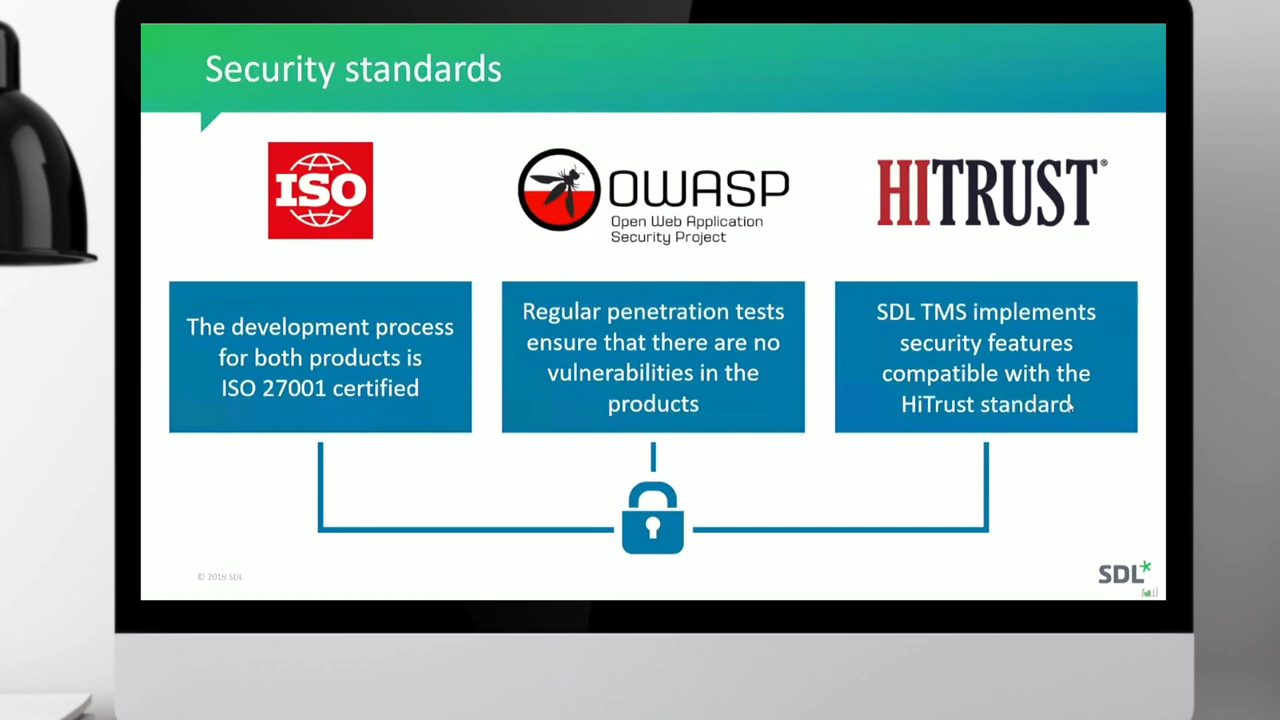 Security standards
ISO
OWASP
Open Web Application
Security Project
HITRUST®
The development process
for both products is
ISO 27001 certified
Regular penetration tests
ensure that there are no
vulnerabilities in the
products
SDL TMS implements
security features
compatible with the
HiTrust standard
© 2019 SDL
SDL*